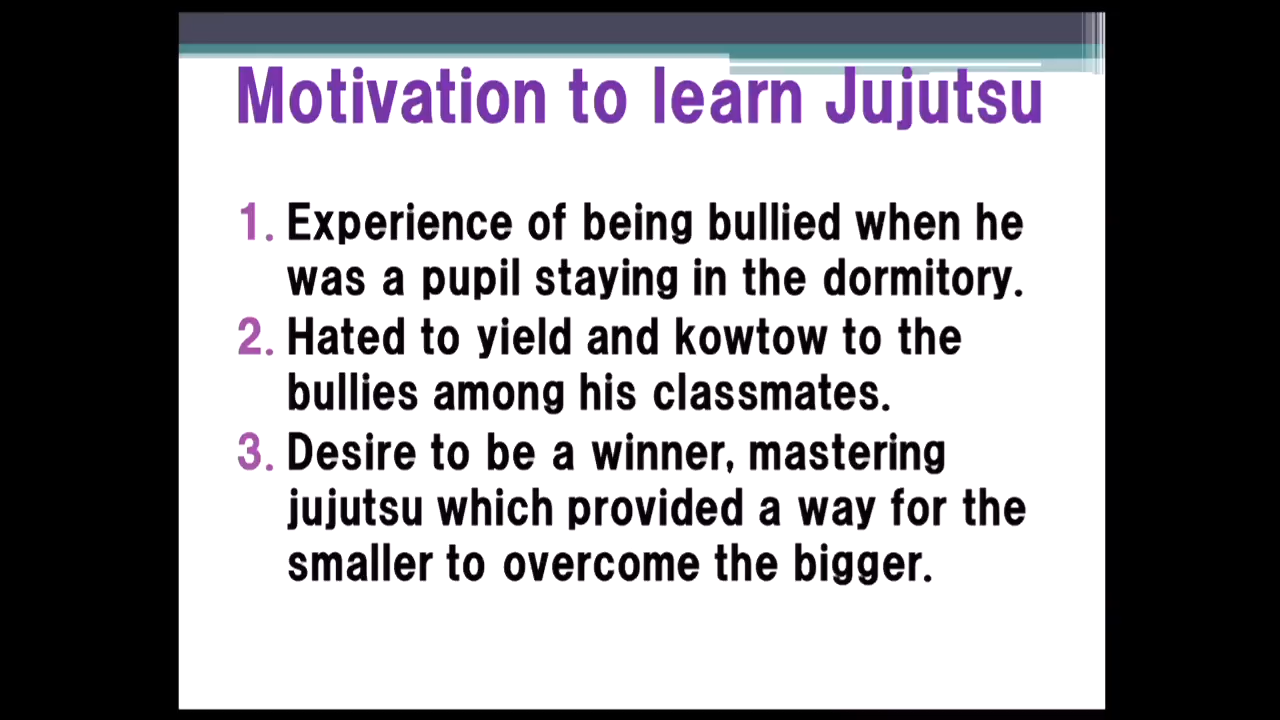 Motivation to learn Jujutsu
1. Experience of being bullied when he
was a pupil staying in the dormitory.
2. Hated to yield and kowtow to the
bullies among his classmates.
3. Desire to be a winner, mastering
jujutsu which provided a way for the
smaller to overcome the bigger.